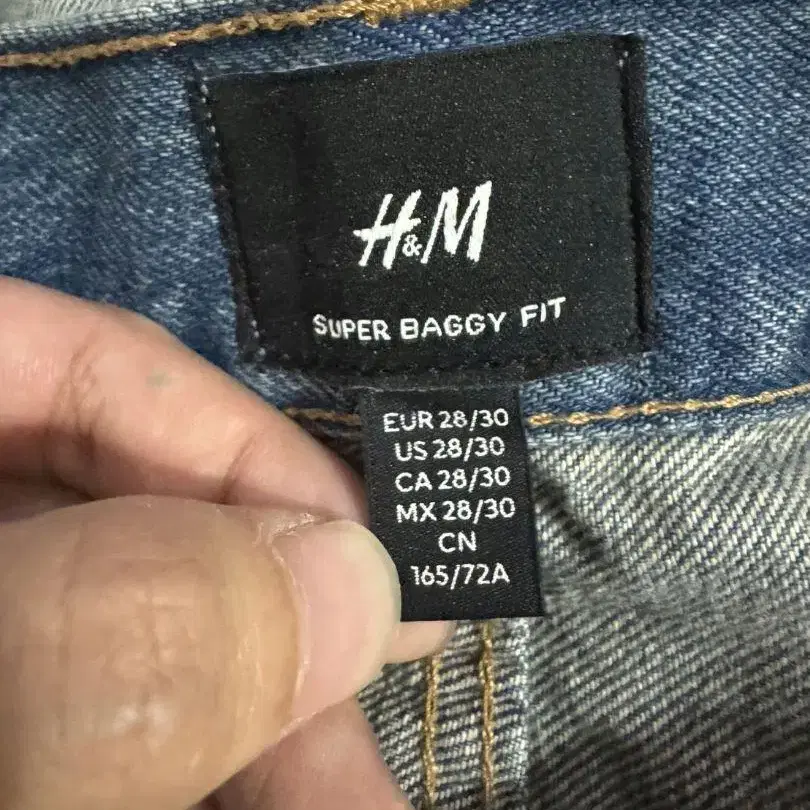 H&M
SUPER BAGGY FIT
EUR 28/30
US 28/30
CA 28/30
MX 28/30
CN
165/72A